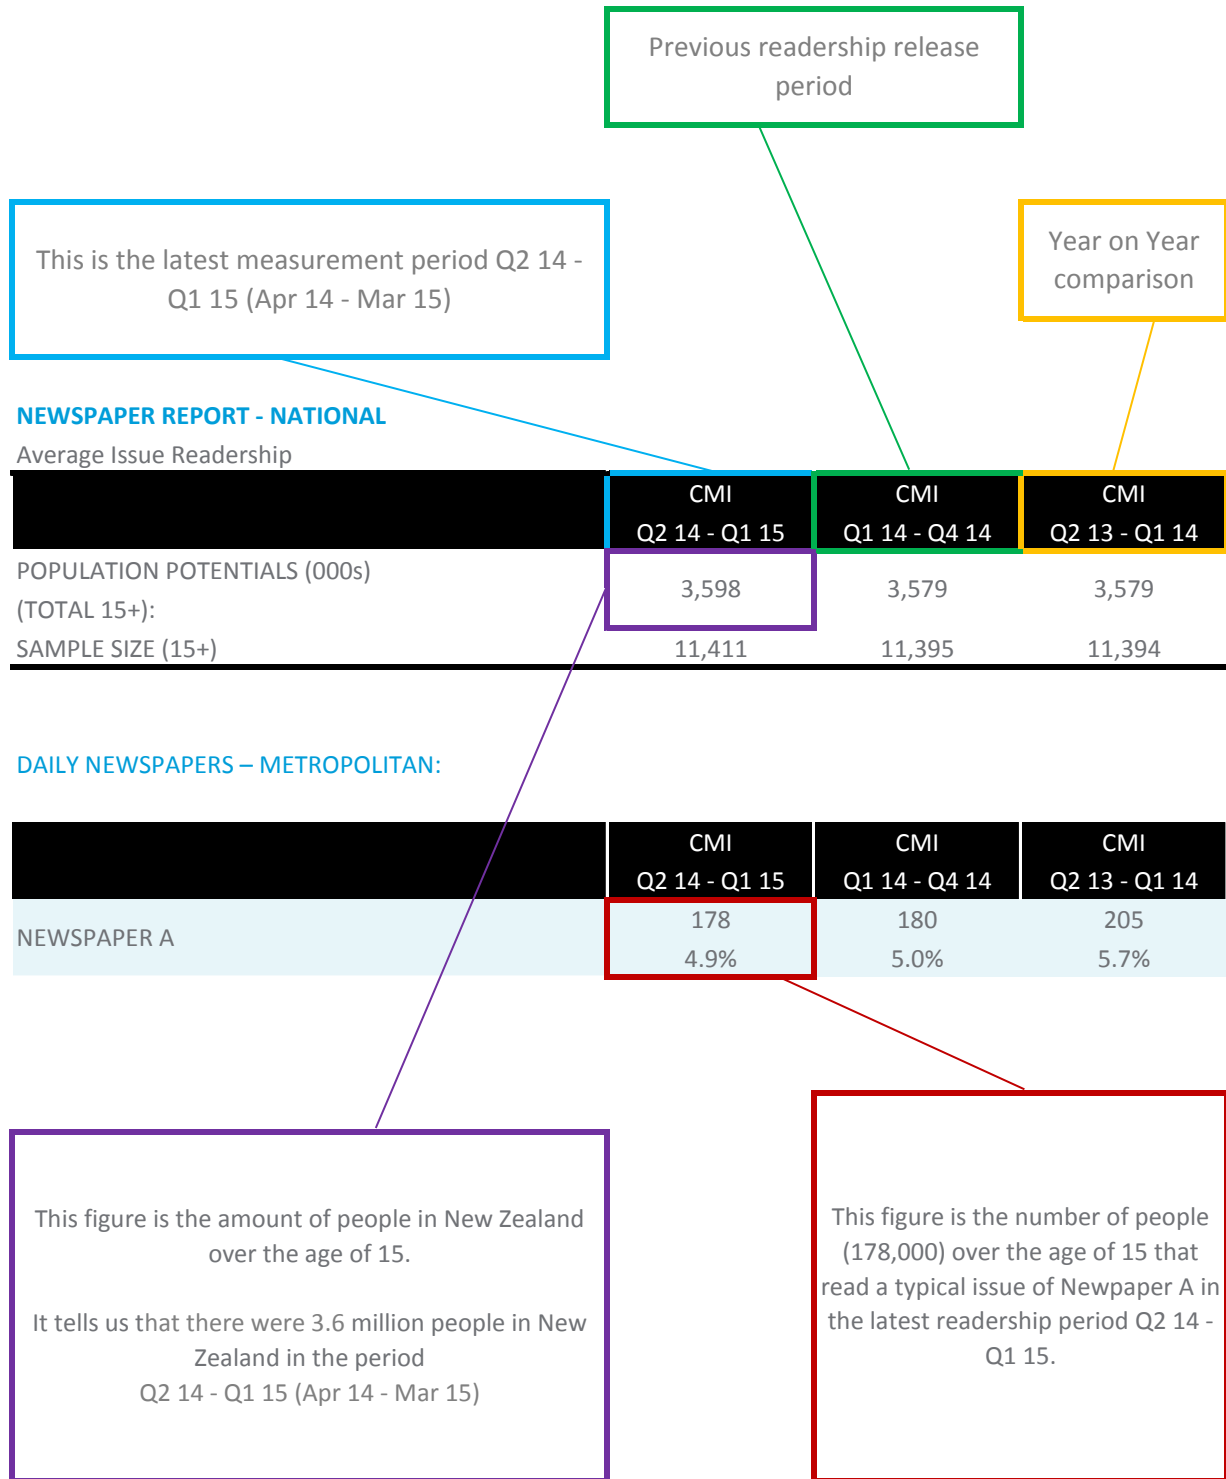 Previous readership release
period
This is the latest measurement period Q2 14 -
Q1 15 (Apr 14 - Mar 15)
Year on Year
comparison
NEWSPAPER REPORT - NATIONAL
Average Issue Readership
CMI CMI CMI
Q2 14 - Q1 15 Q1 14 - Q4 14 Q2 13 - Q1 14
POPULATION POTENTIALS (000s)
(TOTAL 15+):
3,598 3,579 3,579
SAMPLE SIZE (15+) 11,411 11,395 11,394
DAILY NEWSPAPERS – METROPOLITAN:
CMI CMI CMI
Q2 14 - Q1 15 Q1 14 - Q4 14 Q2 13 - Q1 14
NEWSPAPER A
178 180 205
4.9% 5.0% 5.7%
This figure is the amount of people in New Zealand
over the age of 15.
It tells us that there were 3.6 million people in New
Zealand in the period
Q2 14 - Q1 15 (Apr 14 - Mar 15)
This figure is the number of people
(178,000) over the age of 15 that
read a typical issue of Newpaper A in
the latest readership period Q2 14 -
Q1 15.